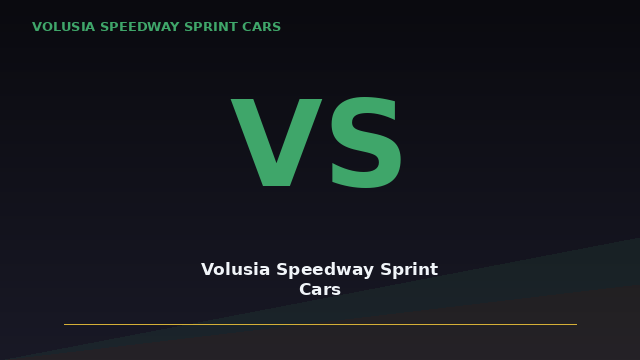 VOLUSIA SPEEDWAY SPRINT CARS
VS
Volusia Speedway Sprint
Cars